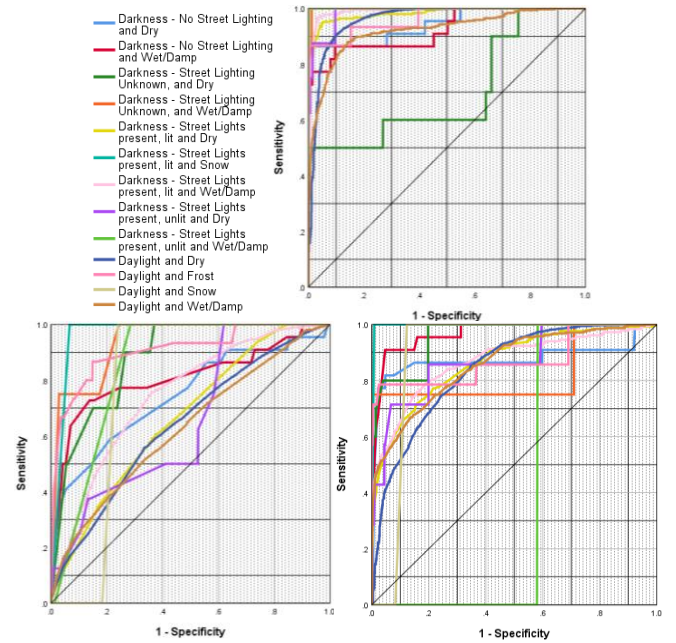 Darkness - No Street Lighting
and Dry
Darkness - No Street Lighting
and Wet/Damp
Darkness - Street Lighting
Unknown, and Dry
Darkness - Street Lighting
Unknown, and Wet/Damp
Darkness - Street Lights
present, lit and Dry
Darkness - Street Lights
present, lit and Snow
Darkness - Street Lights
present, lit and Wet/Damp
Darkness - Street Lights
present, unlit and Dry
Darkness - Street Lights
present, unlit and Wet/Damp
Daylight and Dry
Daylight and Frost
Daylight and Snow
Daylight and Wet/Damp
Sensitivity
1.0
.8
.6
.4
.2
.0
.0 .2 .4 .6 .8 1.0
1 - Specificity
Sensitivity
1.0
.8
.6
.4
.2
.0
.0 .2 .4 .6 .8 1.0
1 - Specificity
Sensitivity
1.0
.8
.6
.4
.2
.0
.0 .2 .4 .6 .8 1.0
1 - Specificity